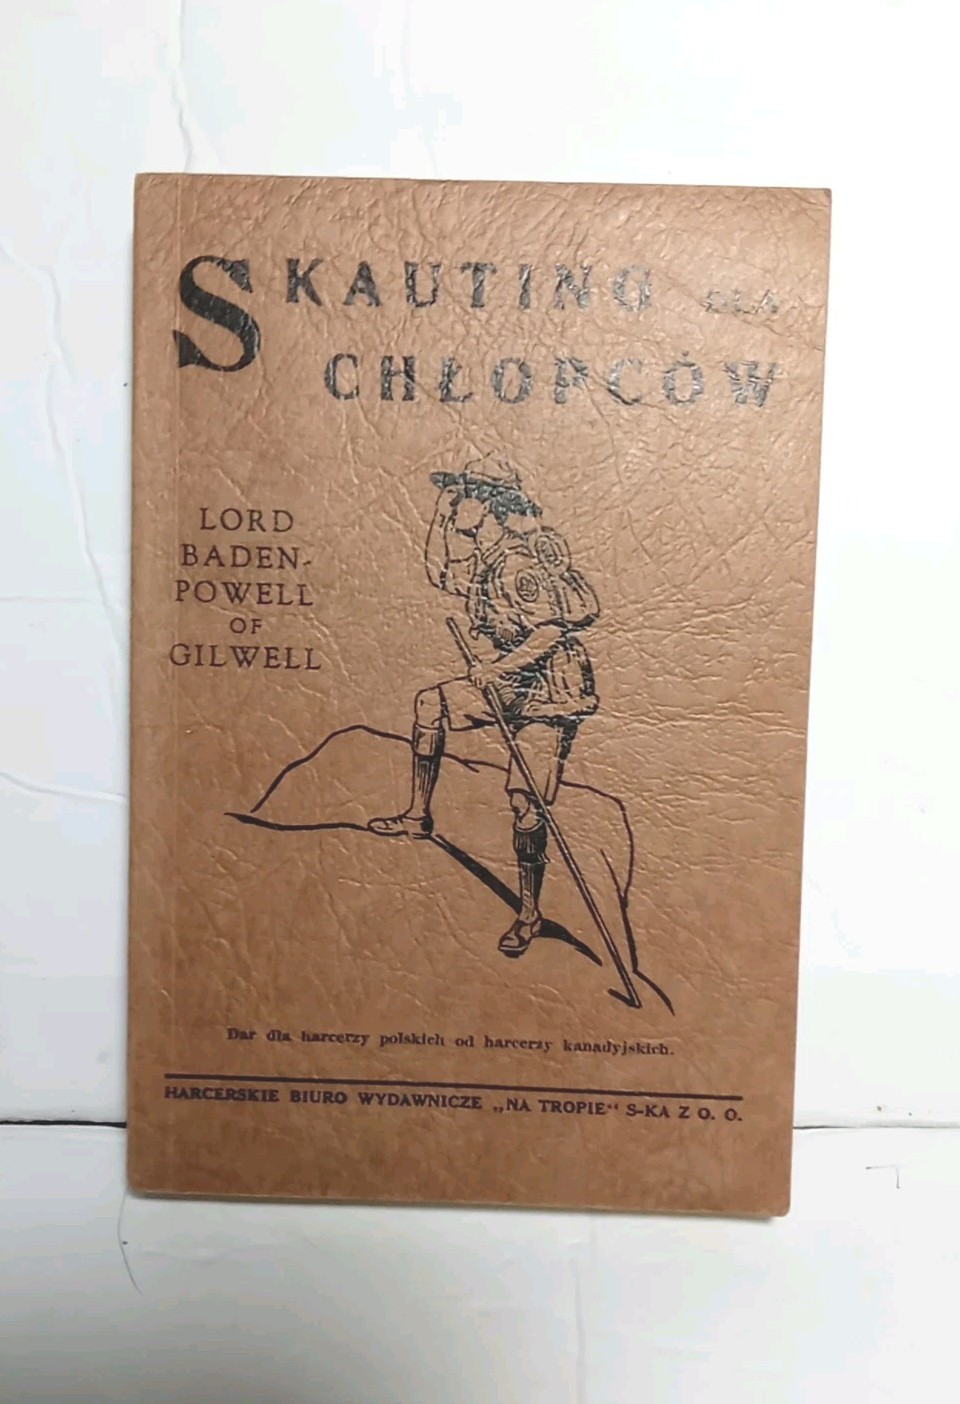 SKAUTING DLA
CHŁOPCÓW
LORD
BADEN-
POWELL
OF
GILWELL
Dar dla harcerzy polskich od harcerzy kanadyjskich.
HARCERSKIE BIURO WYDAWNICZE „NA TROPIE“ S-KA Z O. O.